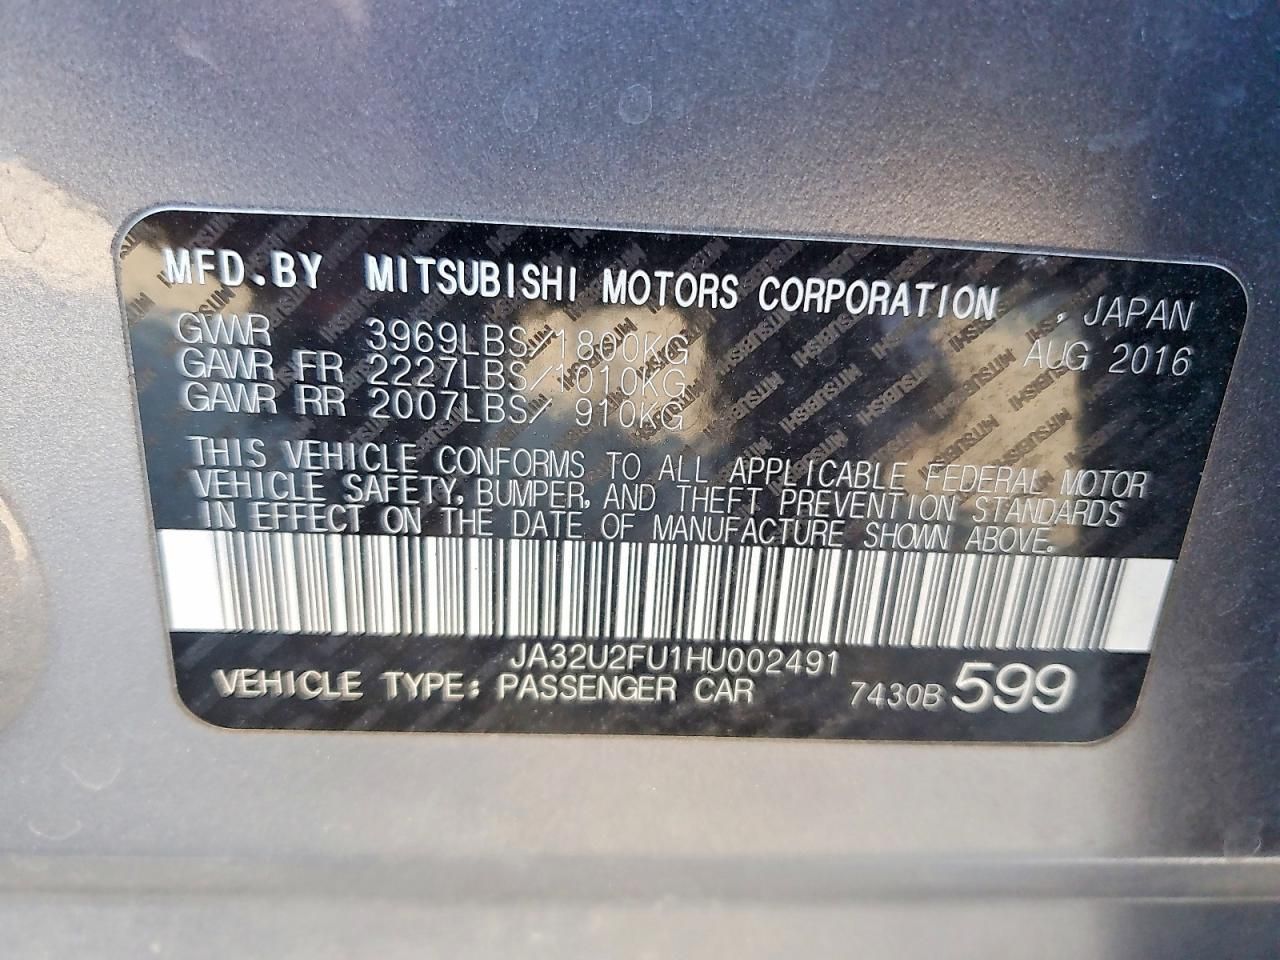 MFD.BY MITSUBISHI MOTORS CORPORATION, JAPAN
GVWR 3969LBS/1800KG AUG 2016
GAWR FR 2227LBS/1010KG
GAWR RR 2007LBS/ 910KG
THIS VEHICLE CONFORMS TO ALL APPLICABLE FEDERAL MOTOR
VEHICLE SAFETY, BUMPER, AND THEFT PREVENTION STANDARDS
IN EFFECT ON THE DATE OF MANUFACTURE SHOWN ABOVE.
JA32U2FU1HU002491
VEHICLE TYPE: PASSENGER CAR 7430B 599